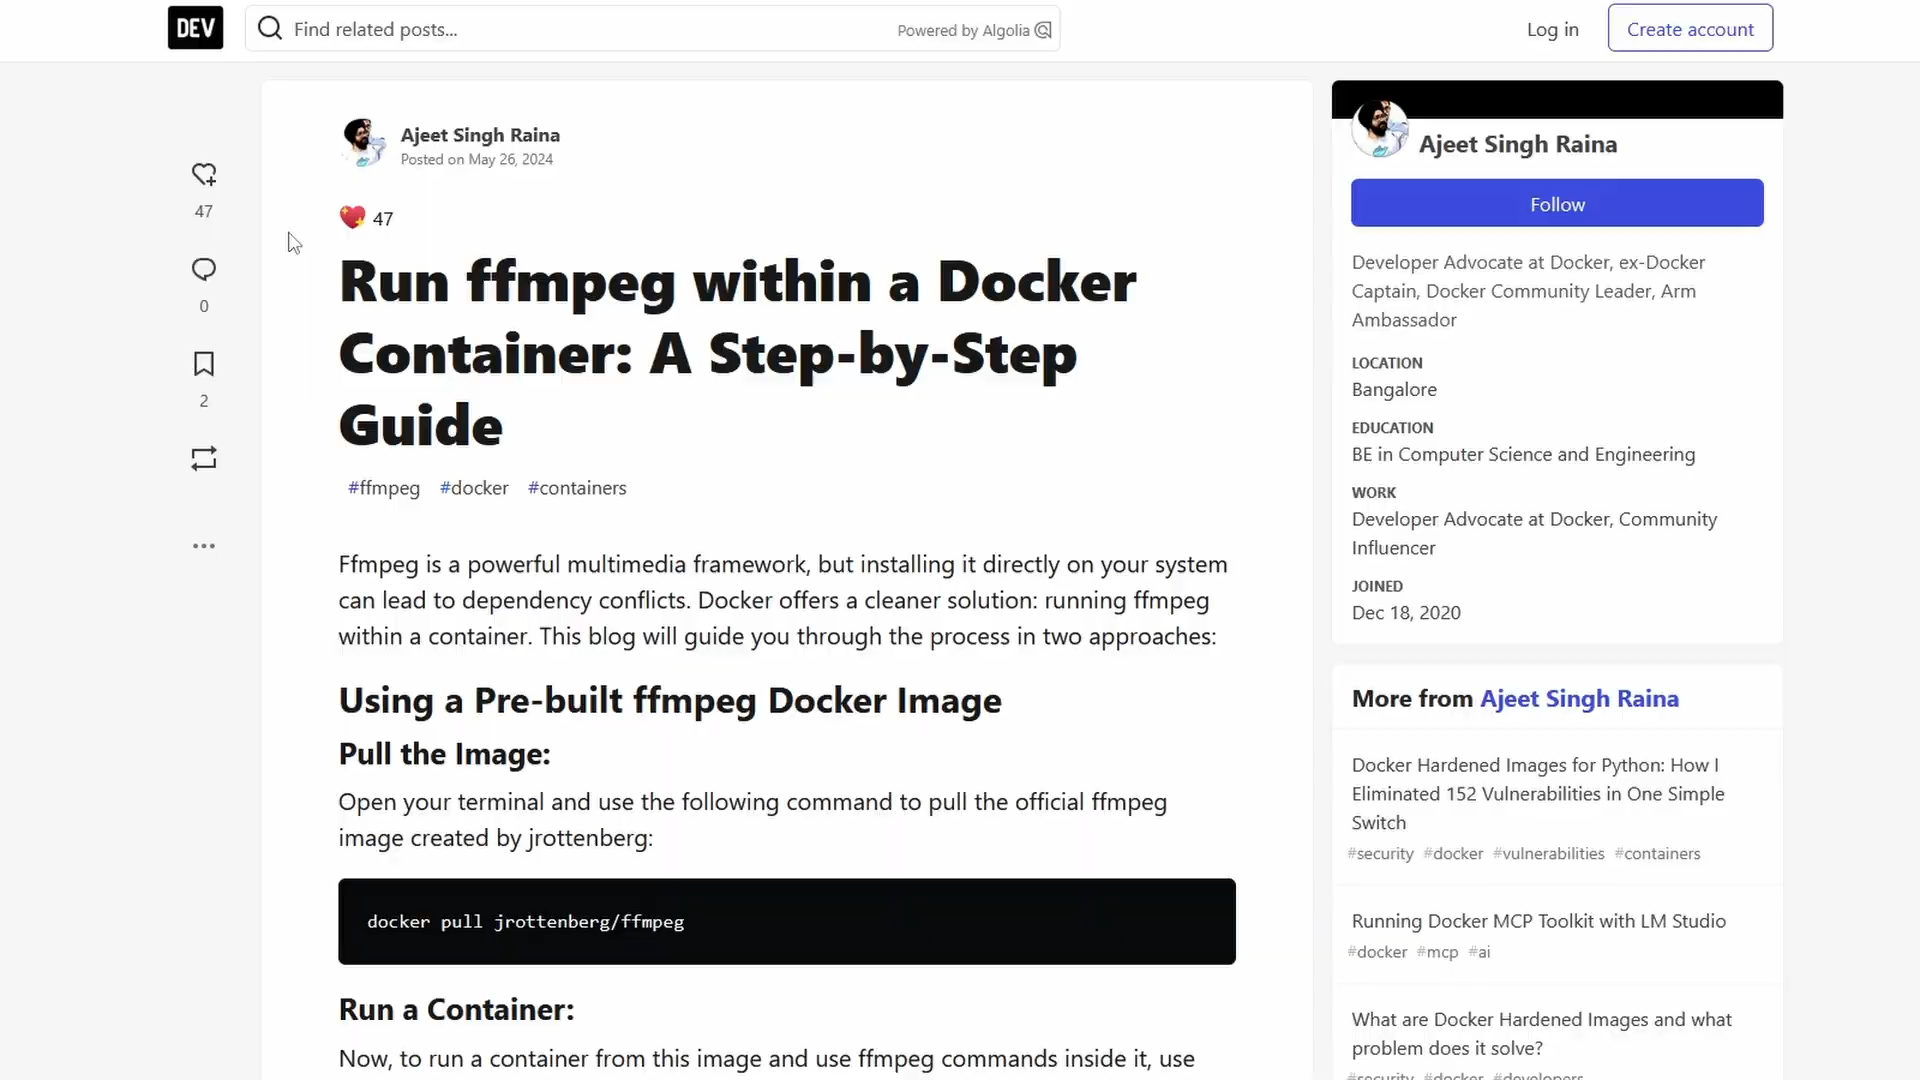 DEV
Find related posts...
Powered by Algolia
Log in
Create account
47
0
2
Ajeet Singh Raina
Posted on May 26, 2024
47
Run ffmpeg within a Docker
Container: A Step-by-Step
Guide
#ffmpeg #docker #containers
Ffmpeg is a powerful multimedia framework, but installing it directly on your system
can lead to dependency conflicts. Docker offers a cleaner solution: running ffmpeg
within a container. This blog will guide you through the process in two approaches:
Using a Pre-built ffmpeg Docker Image
Pull the Image:
Open your terminal and use the following command to pull the official ffmpeg
image created by jrottenberg:
docker pull jrottenberg/ffmpeg
Run a Container:
Now, to run a container from this image and use ffmpeg commands inside it, use
Ajeet Singh Raina
Follow
Developer Advocate at Docker, ex-Docker
Captain, Docker Community Leader, Arm
Ambassador
LOCATION
Bangalore
EDUCATION
BE in Computer Science and Engineering
WORK
Developer Advocate at Docker, Community
Influencer
JOINED
Dec 18, 2020
More from Ajeet Singh Raina
Docker Hardened Images for Python: How I
Eliminated 152 Vulnerabilities in One Simple
Switch
#security #docker #vulnerabilities #containers
Running Docker MCP Toolkit with LM Studio
#docker #mcp #ai
What are Docker Hardened Images and what
problem does it solve?
#security #docker #developers